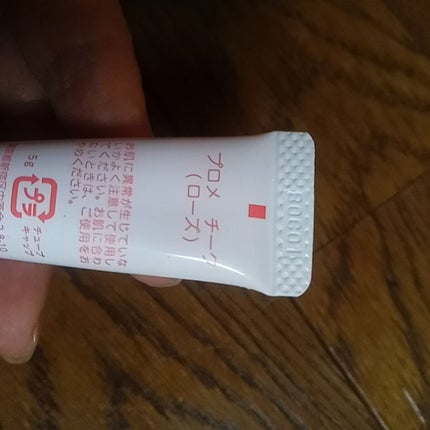 プロメ チーク
(ローズ)
お肌に異常が生じていな
いかよく注意して使用し
てください。お肌に合わ
ないときは、ご使用をお
やめください。
5g
プラ
チューブ
キャップ